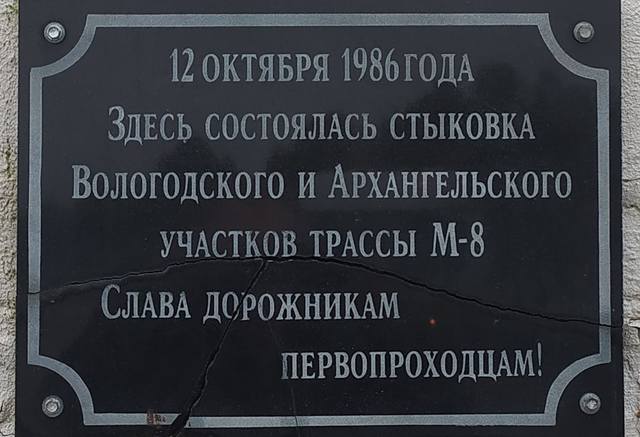 12 ОКТЯБРЯ 1986 ГОДА
ЗДЕСЬ СОСТОЯЛАСЬ СТЫКОВКА
ВОЛОГОДСКОГО И АРХАНГЕЛЬСКОГО
УЧАСТКОВ ТРАССЫ М-8
СЛАВА ДОРОЖНИКАМ
ПЕРВОПРОХОДЦАМ!